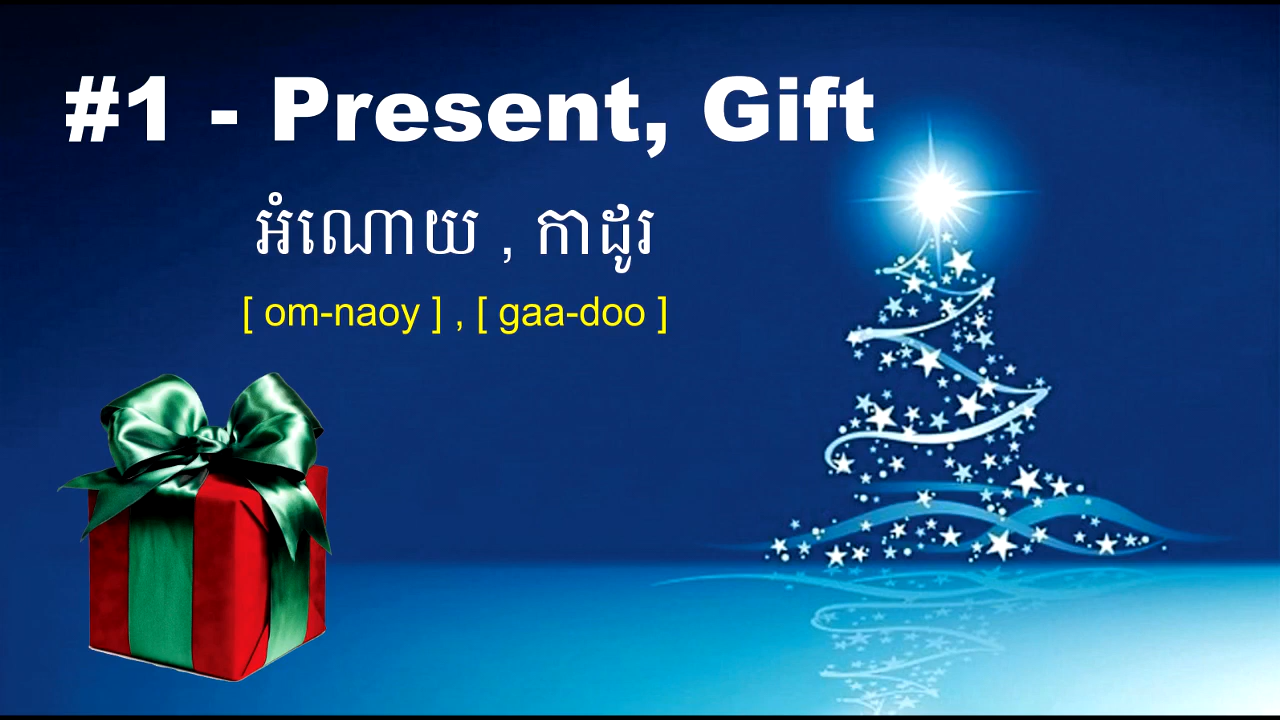 #1 - Present, Gift
អំណោយ , កាដូរ
[ om-naoy ] , [ gaa-doo ]